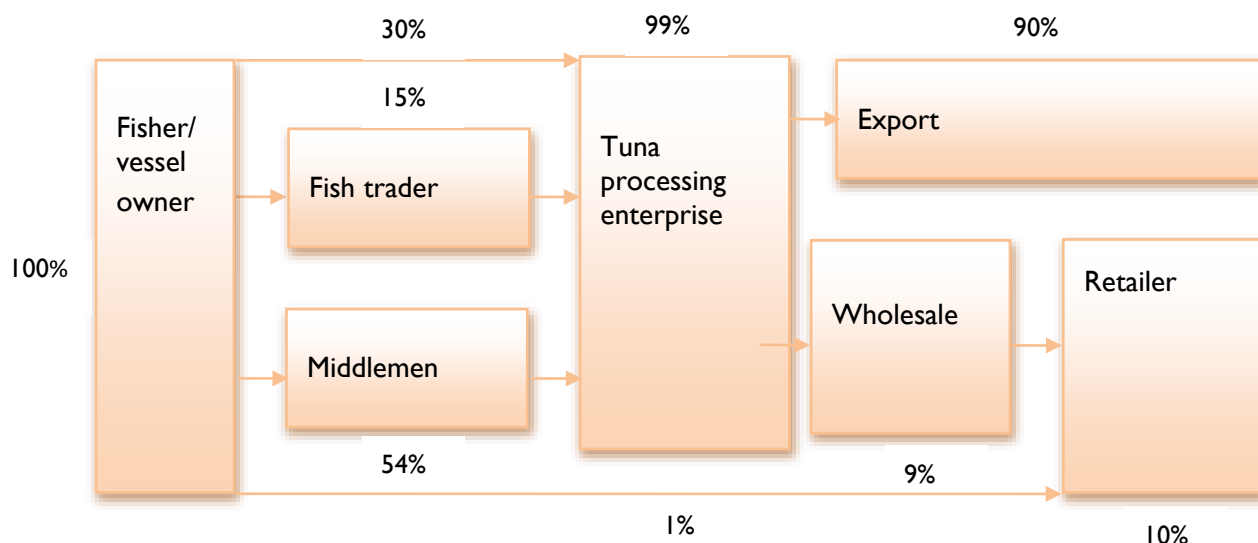 30%
99%
90%
15%
Fisher/
vessel
owner
Fish trader
Tuna
processing
enterprise
Export
100%
Middlemen
Wholesale
Retailer
54%
9%
1%
10%